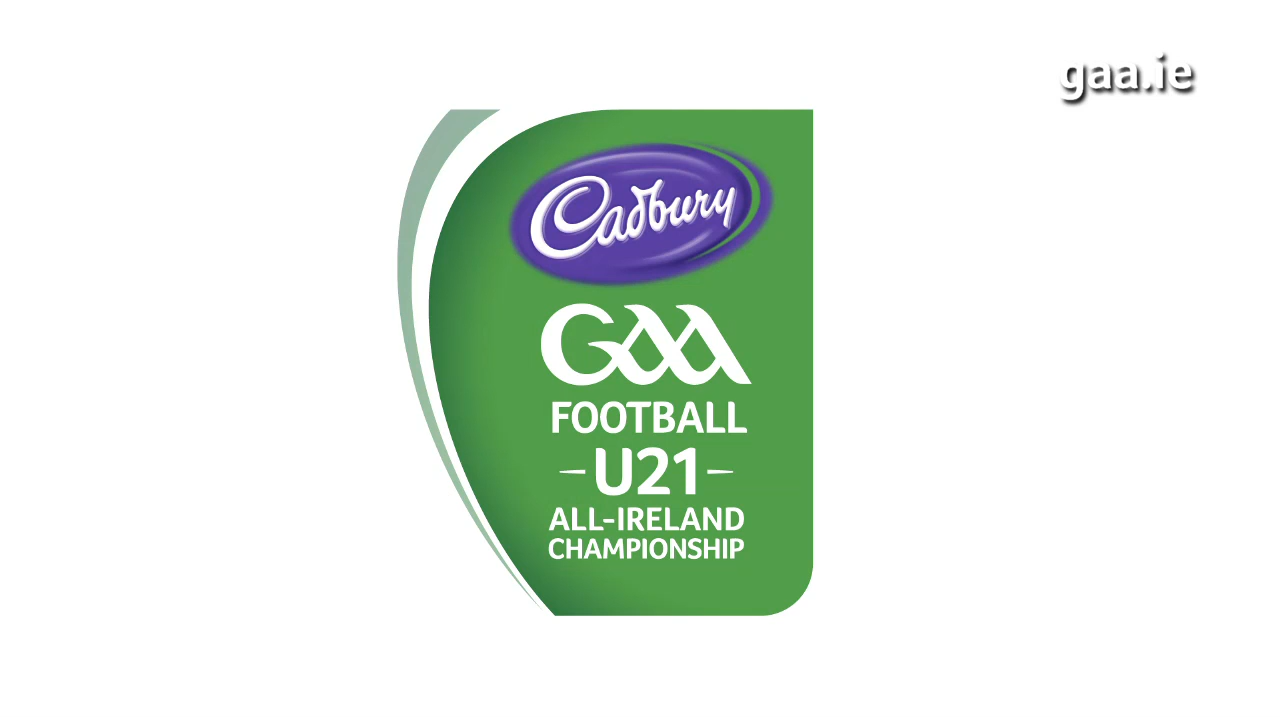 gaa.ie
Cadbury
GAA
FOOTBALL
U21
ALL-IRELAND
CHAMPIONSHIP